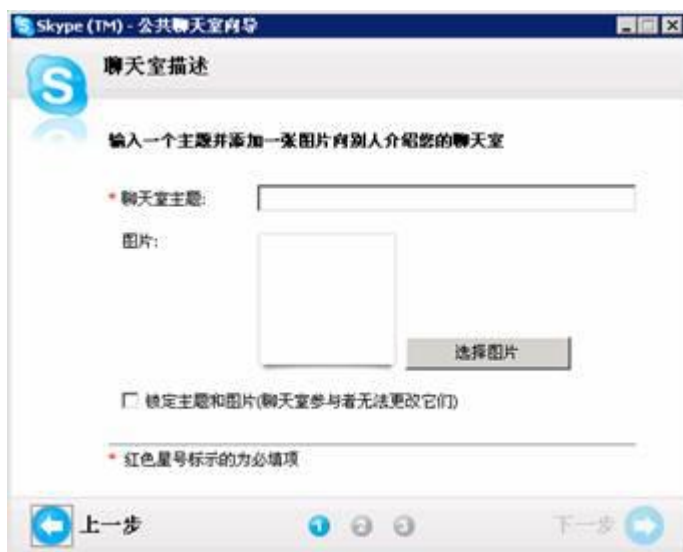 Skype (TM) - 公共聊天室向导
聊天室描述
输入一个主题并添加一张图片向别人介绍您的聊天室
* 聊天室主题:
图片:
选择图片
锁定主题和图片(聊天室参与者无法更改它们)
* 红色星号标示的为必填项
上一步
1 2 3
下一步